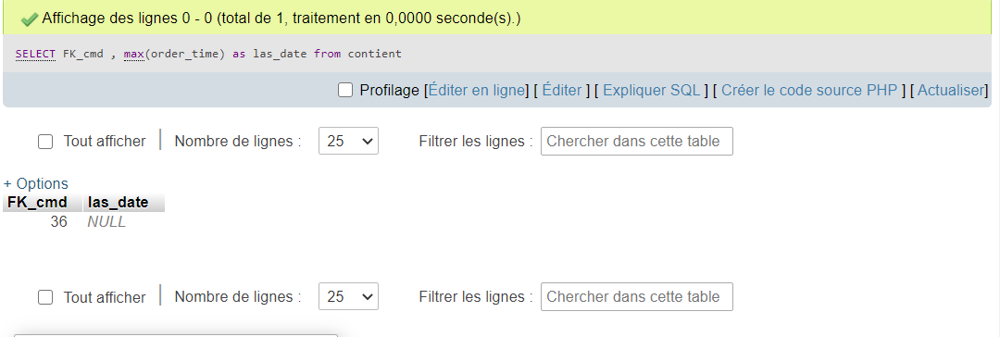 Affichage des lignes 0 - 0 (total de 1, traitement en 0,0000 seconde(s).)
SELECT FK_cmd , max(order_time) as las_date from contient
Profilage [Éditer en ligne] [ Éditer ] [ Expliquer SQL ] [ Créer le code source PHP ] [ Actualiser]
Tout afficher | Nombre de lignes : 25 Filtrer les lignes : Chercher dans cette table
+ Options
FK_cmd las_date
36 NULL
Tout afficher | Nombre de lignes : 25 Filtrer les lignes : Chercher dans cette table